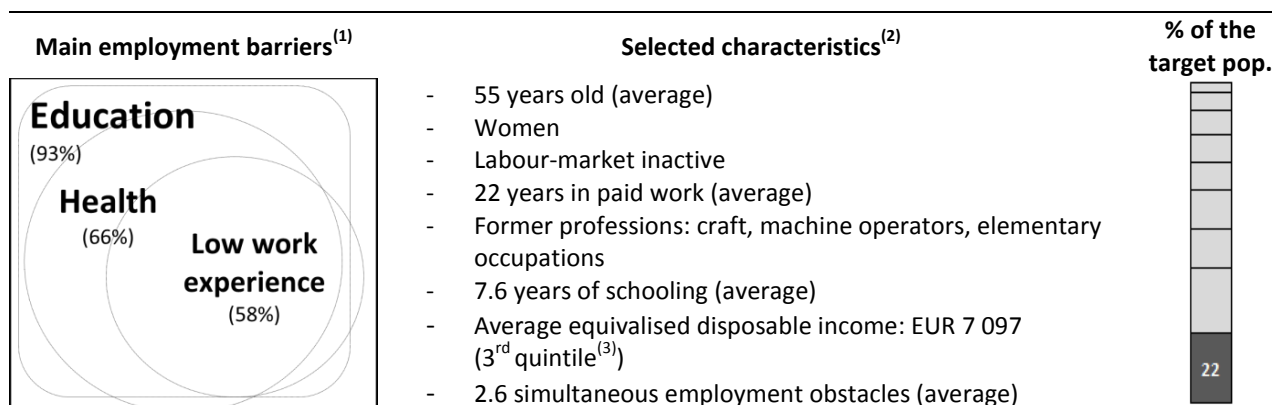 Main employment barriers(1)
Selected characteristics(2)
% of the
target pop.
Education
(93%)
Health
(66%)
Low work
experience
(58%)
- 55 years old (average)
- Women
- Labour-market inactive
- 22 years in paid work (average)
- Former professions: craft, machine operators, elementary
occupations
- 7.6 years of schooling (average)
- Average equivalised disposable income: EUR 7 097
(3rd quintile(3))
- 2.6 simultaneous employment obstacles (average)
22